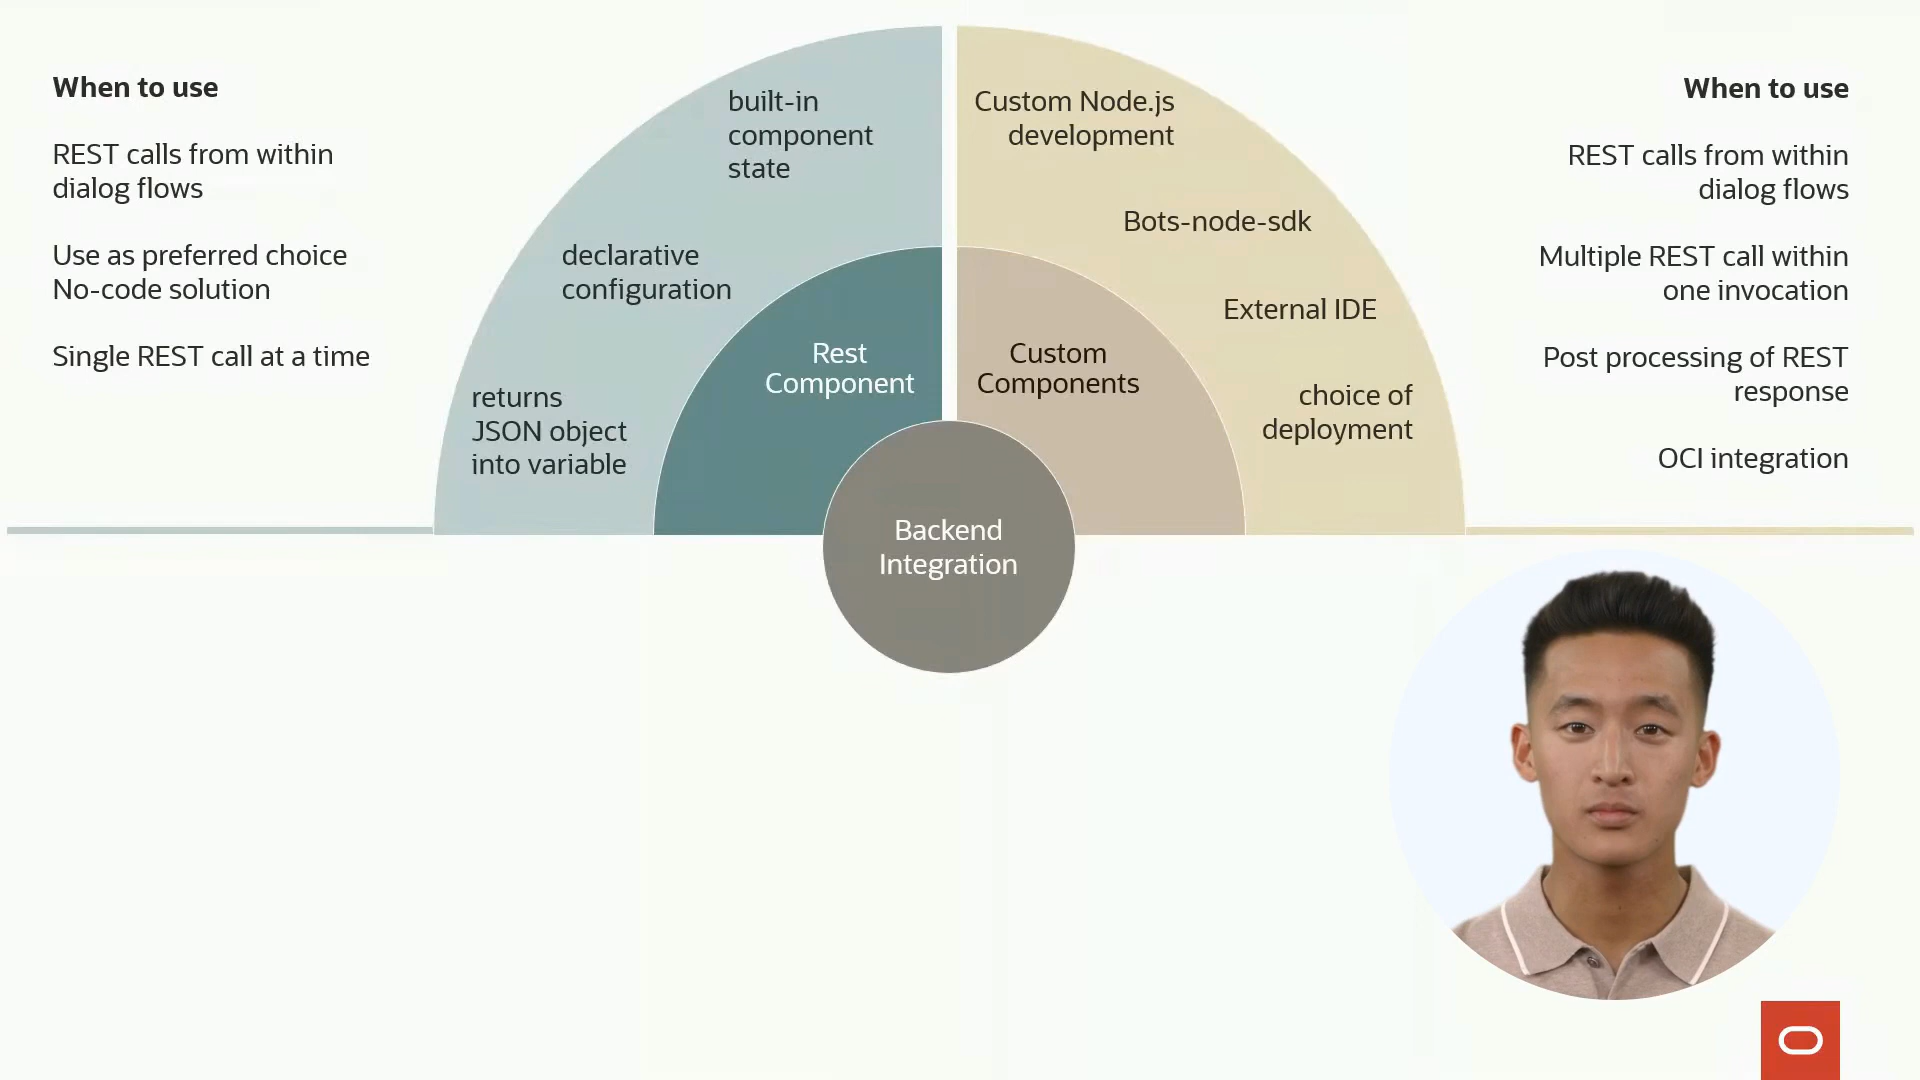 When to use
REST calls from within
dialog flows
Use as preferred choice
No-code solution
Single REST call at a time
built-in
component
state
declarative
configuration
returns
JSON object
into variable
Rest
Component
Custom Node.js
development
Bots-node-sdk
External IDE
choice of
deployment
Custom
Components
Backend
Integration
When to use
REST calls from within
dialog flows
Multiple REST call within
one invocation
Post processing of REST
response
OCI integration